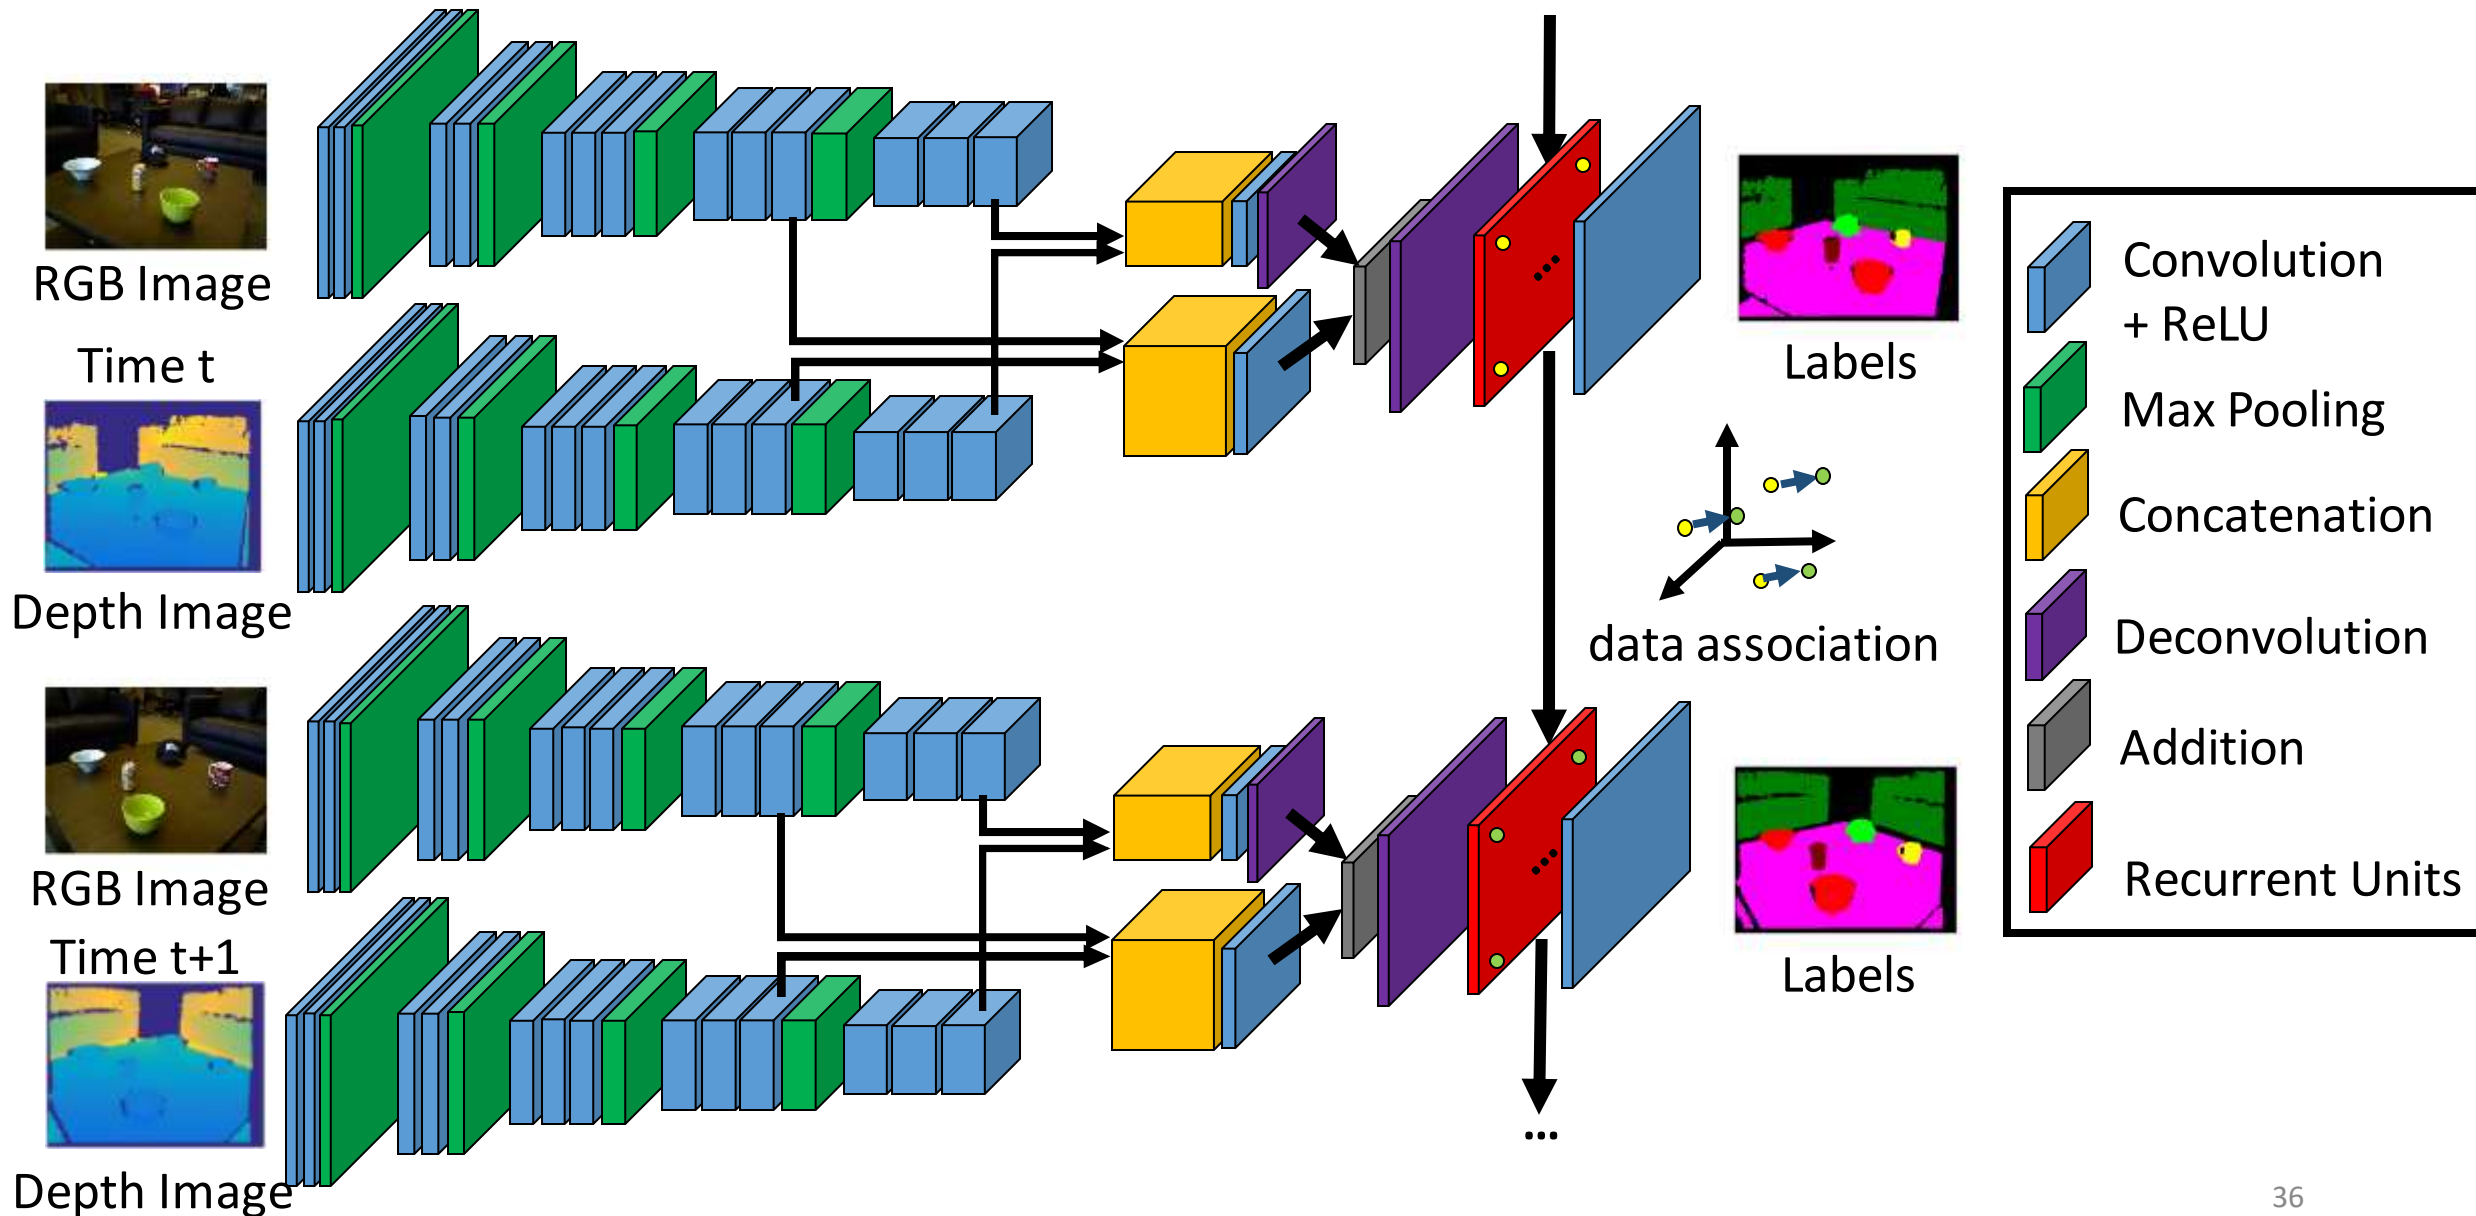 RGB Image
Time t
Depth Image
RGB Image
Time t+1
Depth Image
Labels
data association
Labels
...
Convolution
+ ReLU
Max Pooling
Concatenation
Deconvolution
Addition
Recurrent Units
36